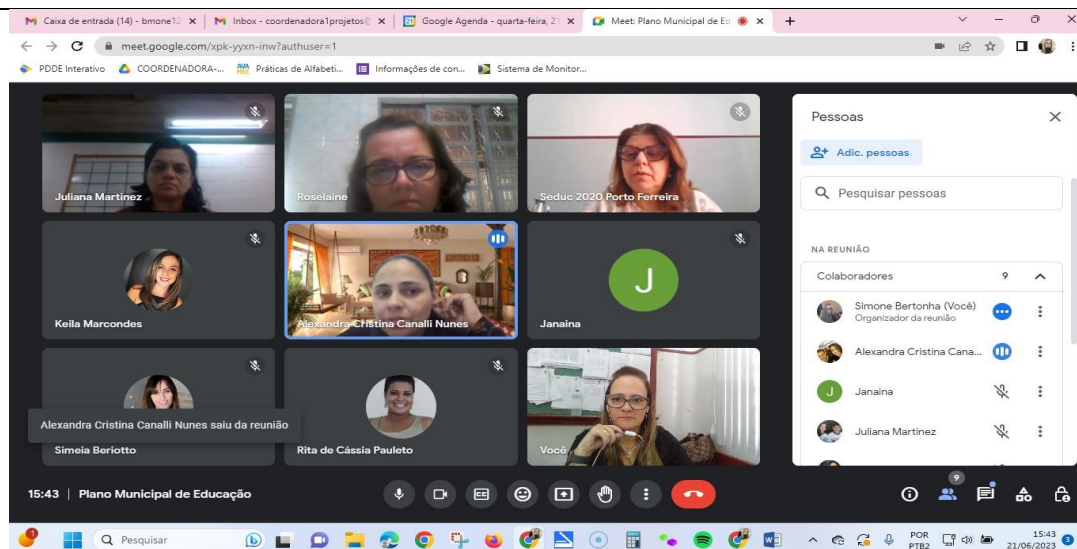 Caixa de entrada (14) - bmone12
Inbox - coordenadora1projetos@
Google Agenda - quarta-feira, 21
Meet: Plano Municipal de Ed
meet.google.com/xpk-yyxn-inw?authuser=1
PDDE Interativo
COORDENADORA-...
Práticas de Alfabeti...
Informações de con...
Sistema de Monitor...
Juliana Martinez
Roselaine
Seduc 2020 Porto Ferreira
Keila Marcondes
Alexandra Cristina Canalli Nunes
J
Janaina
Alexandra Cristina Canalli Nunes saiu da reunião
Simeia Beriotto
Rita de Cássia Pauleto
Você
Pessoas
Adic. pessoas
Pesquisar pessoas
NA REUNIÃO
Colaboradores 9
Simone Bertonha (Você)
Organizador da reunião
Alexandra Cristina Cana...
J Janaina
Juliana Martinez
15:43 | Plano Municipal de Educação
9
Pesquisar
POR
PTB2
15:43
21/06/2023
3